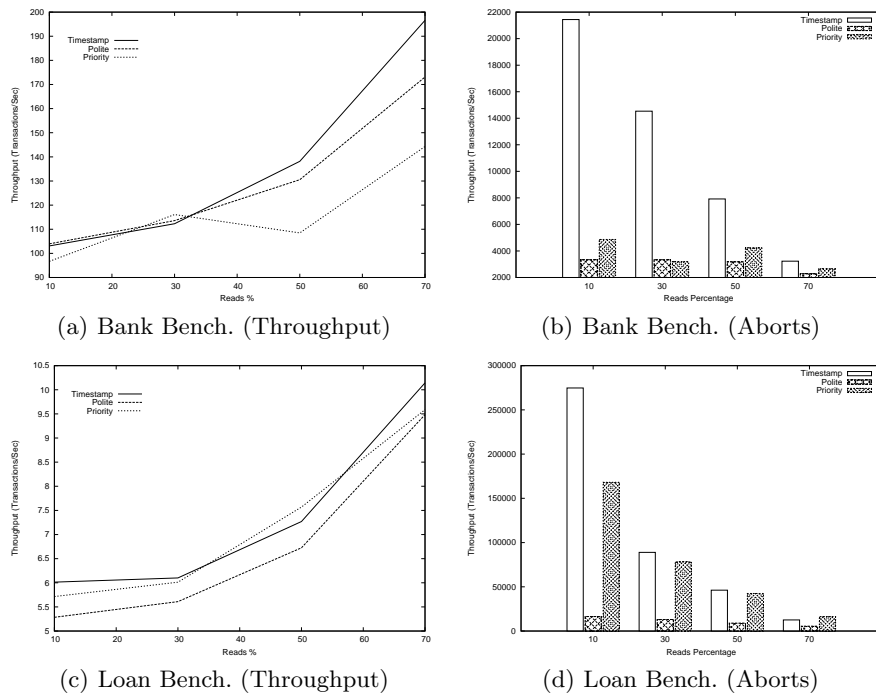 200
190
180
170
160
150
140
130
120
110
100
90
10 20 30 40 50 60 70
Throughput (Transactions/Sec)
Reads %
Timestamp
Polite
Priority
(a) Bank Bench. (Throughput)
22000
20000
18000
16000
14000
12000
10000
8000
6000
4000
2000
10 30 50 70
Throughput (Transactions/Sec)
Reads Percentage
Timestamp
Polite
Priority
(b) Bank Bench. (Aborts)
10.5
10
9.5
9
8.5
8
7.5
7
6.5
6
5.5
5
10 20 30 40 50 60 70
Throughput (Transactions/Sec)
Reads %
Timestamp
Polite
Priority
(c) Loan Bench. (Throughput)
300000
250000
200000
150000
100000
50000
0
10 30 50 70
Throughput (Transactions/Sec)
Reads Percentage
Timestamp
Polite
Priority
(d) Loan Bench. (Aborts)